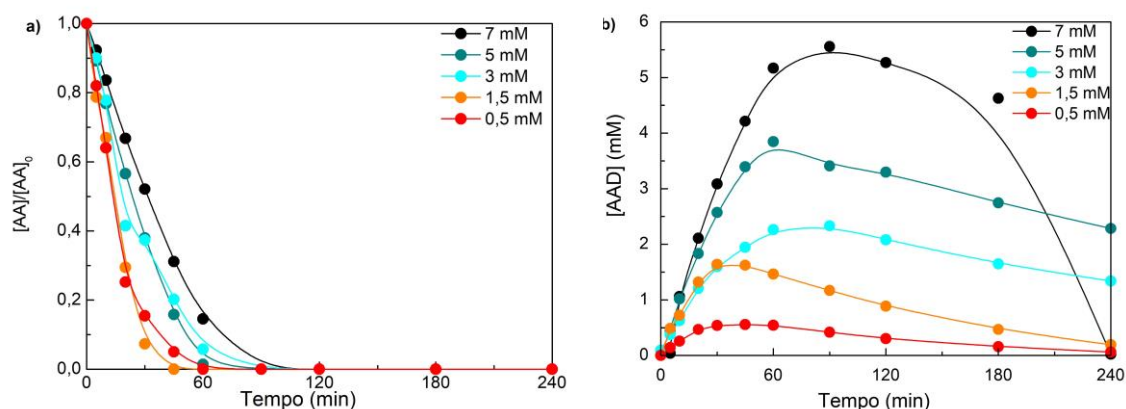 a)
1,0
0,8
0,6
0,4
0,2
0,0
[AA]/[AA]0
7 mM
5 mM
3 mM
1,5 mM
0,5 mM
0
60
120
180
240
Tempo (min)
b)
6
5
4
3
2
1
0
[AAD] (mM)
7 mM
5 mM
3 mM
1,5 mM
0,5 mM
0
60
120
180
240
Tempo (min)